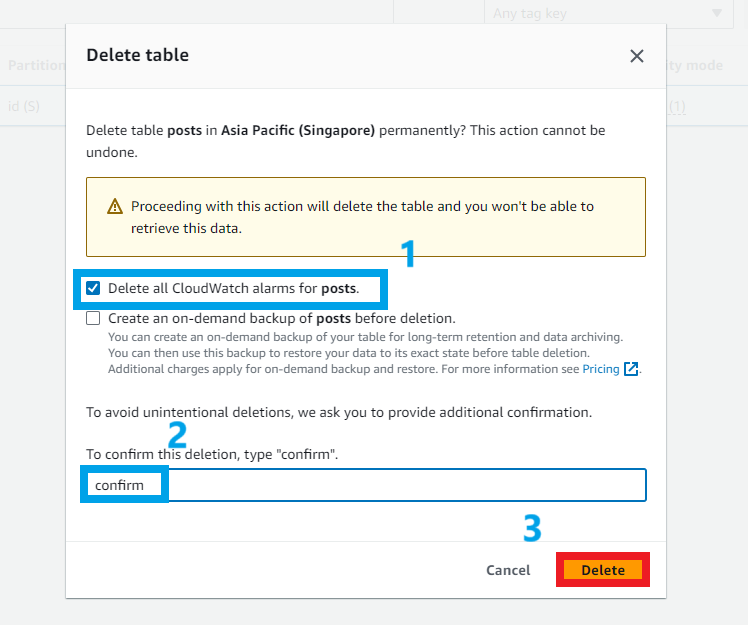 Any tag key
Delete table
Partition
ity mode
id (S)
(1)
Delete table posts in Asia Pacific (Singapore) permanently? This action cannot be
undone.
Proceeding with this action will delete the table and you won't be able to
retrieve this data.
1
Delete all CloudWatch alarms for posts.
Create an on-demand backup of posts before deletion.
You can create an on-demand backup of your table for long-term retention and data archiving.
You can then use this backup to restore your data to its exact state before table deletion.
Additional charges apply for on-demand backup and restore. For more information see Pricing.
To avoid unintentional deletions, we ask you to provide additional confirmation.
2
To confirm this deletion, type "confirm".
confirm
3
Cancel Delete